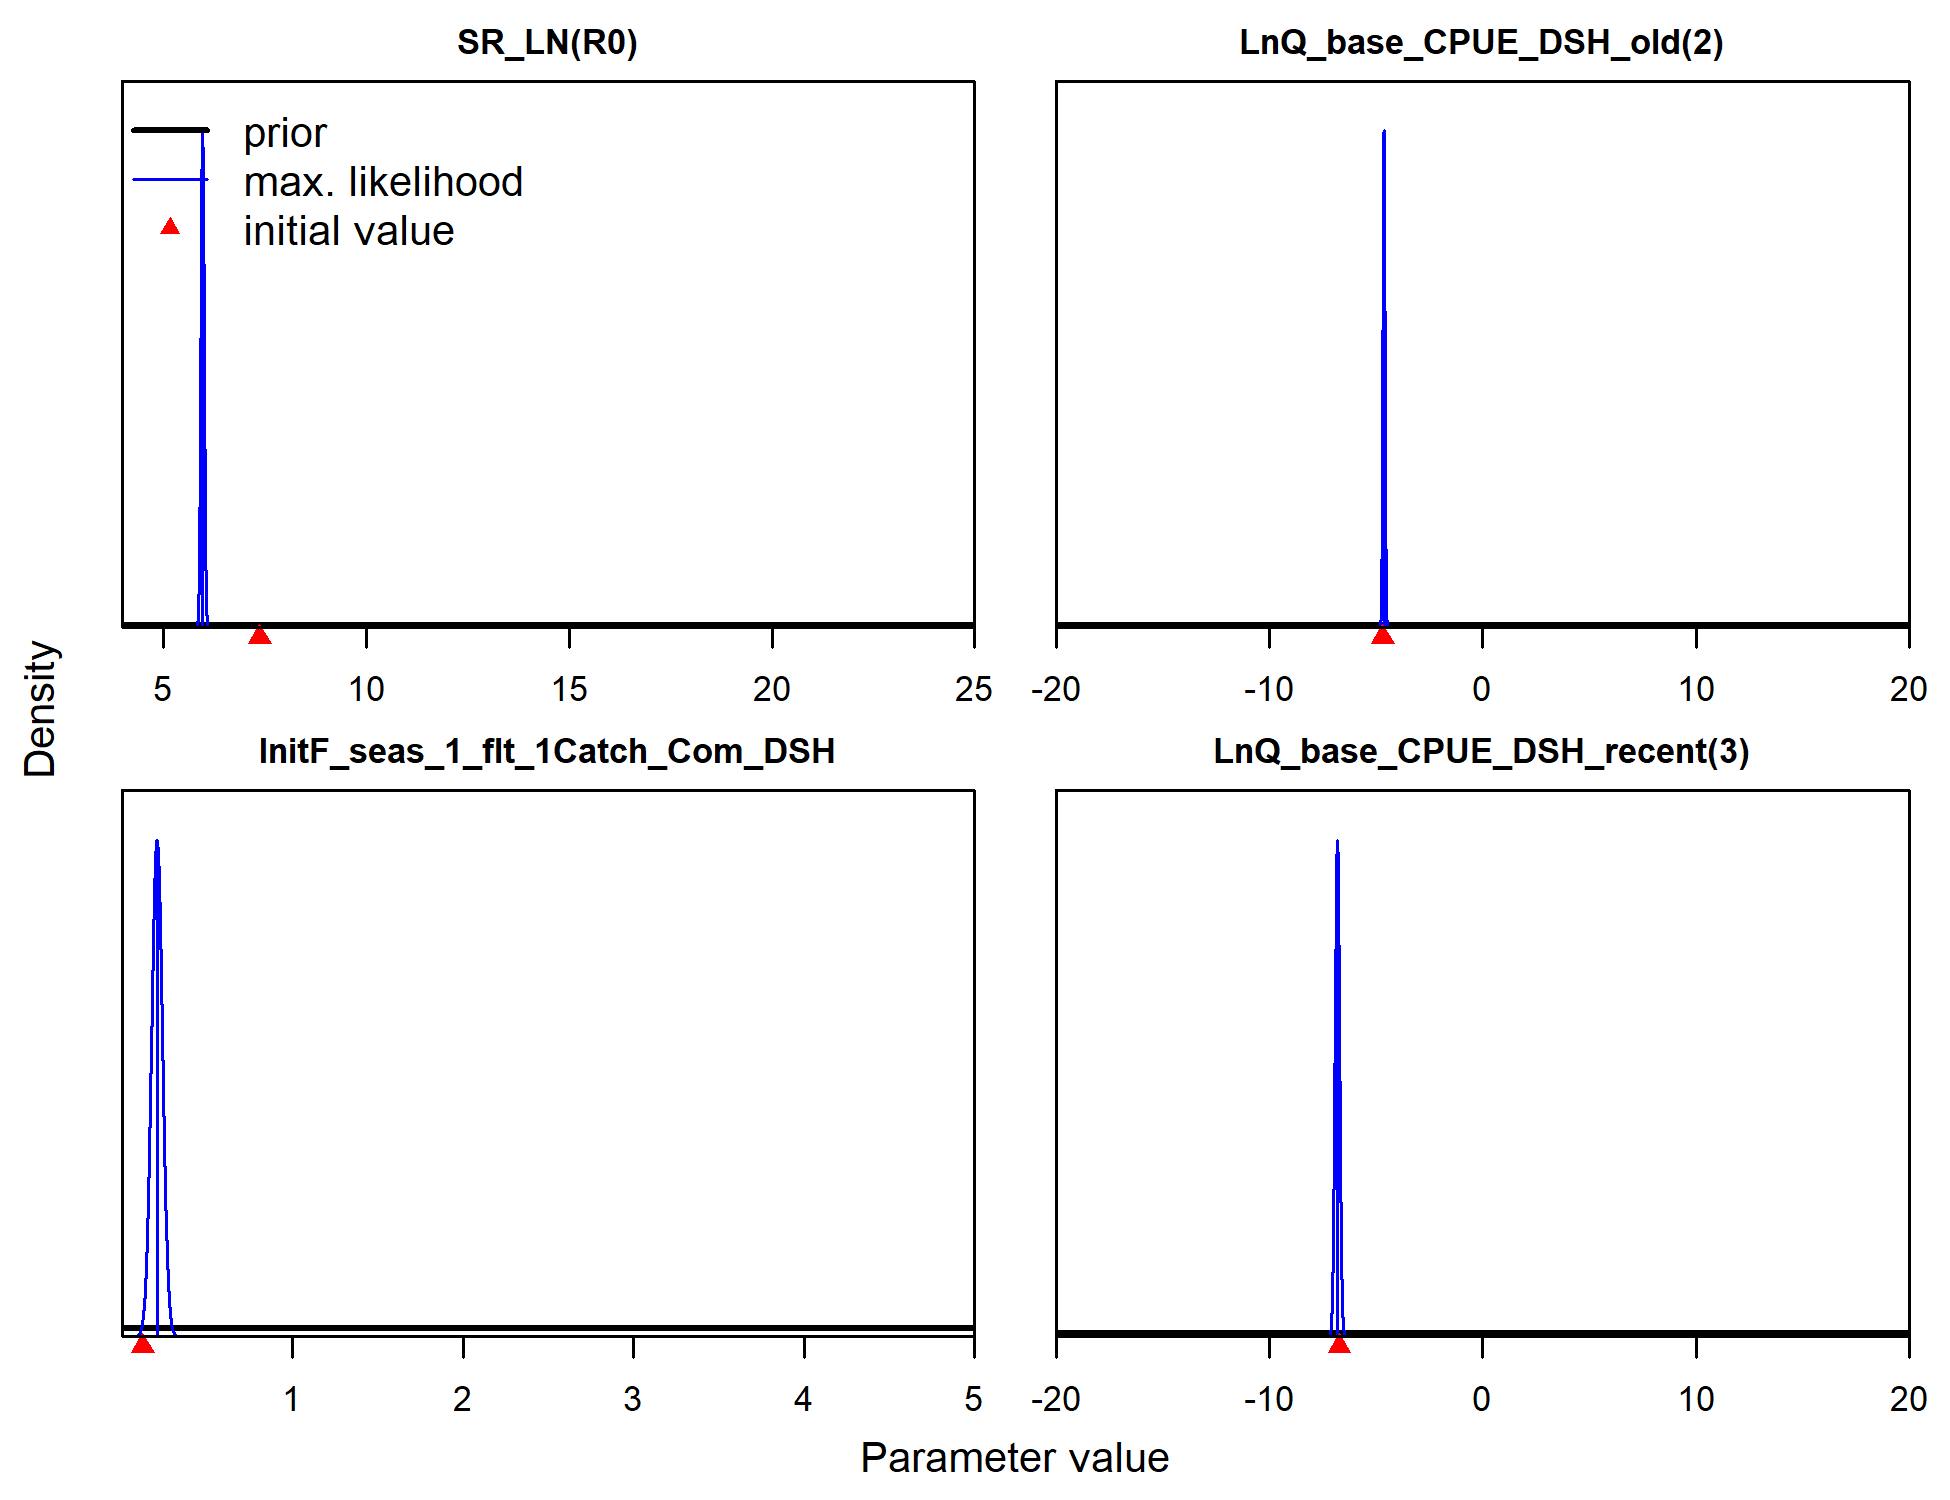 SR_LN(R0)
prior
max. likelihood
initial value
5 10 15 20 25
LnQ_base_CPUE_DSH_old(2)
-20 -10 0 10 20
InitF_seas_1_flt_1Catch_Com_DSH
1 2 3 4 5
LnQ_base_CPUE_DSH_recent(3)
-20 -10 0 10 20
Density
Parameter value